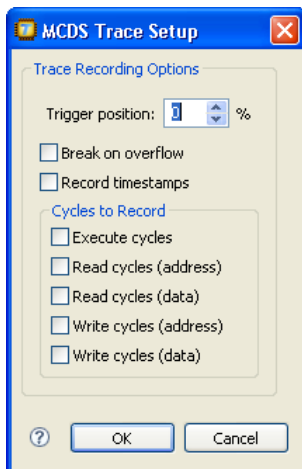 MCDS Trace Setup
Trace Recording Options
Trigger position: 0 %
Break on overflow
Record timestamps
Cycles to Record
Execute cycles
Read cycles (address)
Read cycles (data)
Write cycles (address)
Write cycles (data)
? OK Cancel